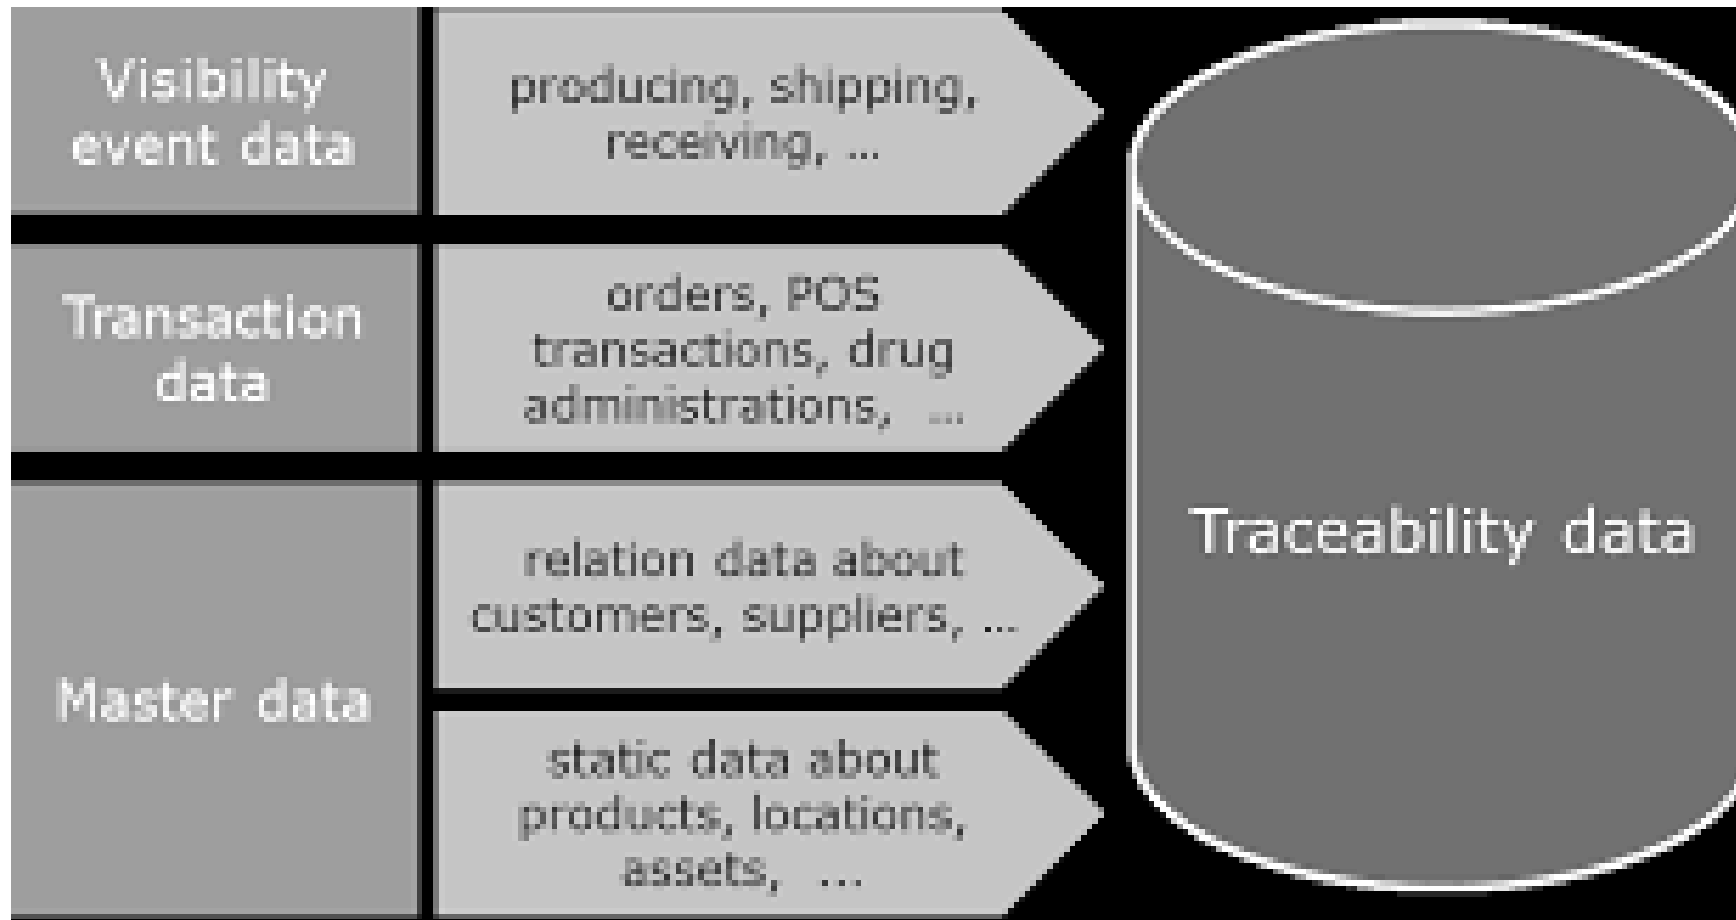 Visibility
event data
producing, shipping,
receiving, ...
Transaction
data
orders, POS
transactions, drug
administrations, ...
Master data
relation data about
customers, suppliers, ...
static data about
products, locations,
assets, ...
Traceability data